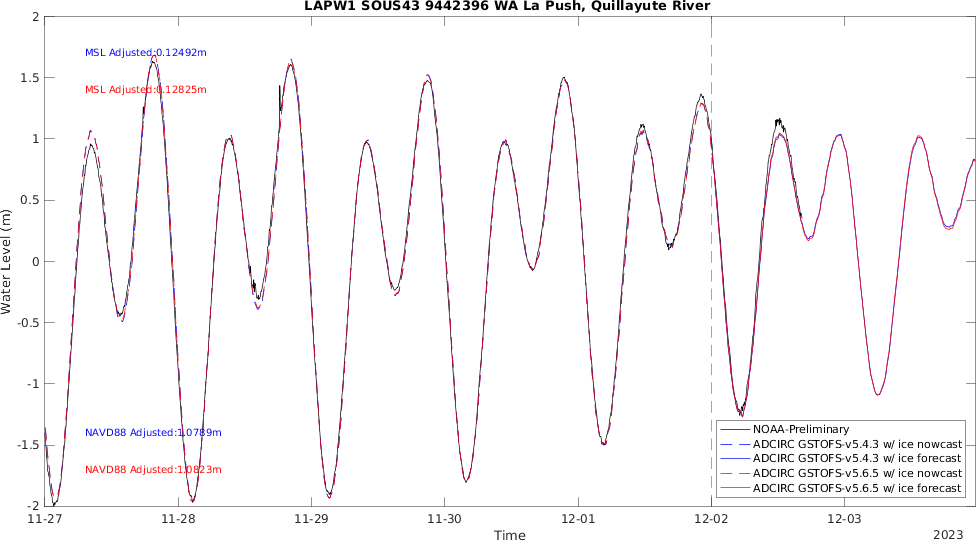 LAPW1 SOUS43 9442396 WA La Push, Quillayute River
2
1.5
1
0.5
0
-0.5
-1
-1.5
-2
Water Level (m)
MSL Adjusted:0.12492m
MSL Adjusted:0.12825m
NAVD88 Adjusted:1.0789m
NAVD88 Adjusted:1.0823m
NOAA-Preliminary
ADCIRC GSTOFS-v5.4.3 w/ ice nowcast
ADCIRC GSTOFS-v5.4.3 w/ ice forecast
ADCIRC GSTOFS-v5.6.5 w/ ice nowcast
ADCIRC GSTOFS-v5.6.5 w/ ice forecast
11-27 11-28 11-29 11-30 12-01 12-02 12-03
Time
2023